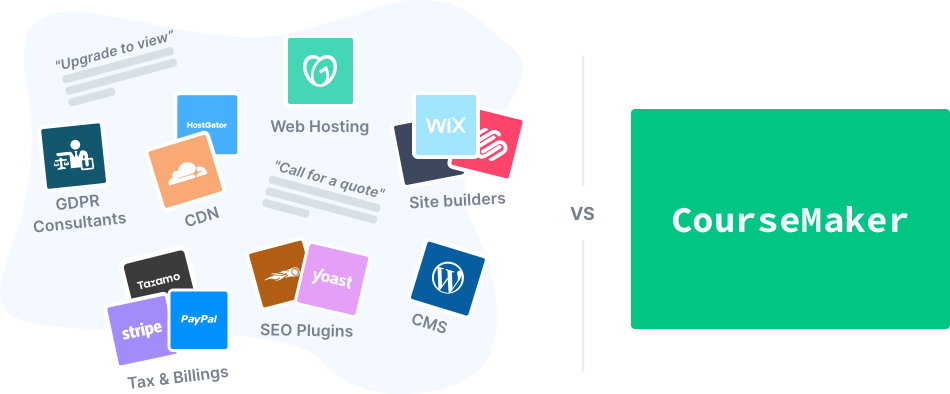 "Upgrade to view"
HostGator
Web Hosting
WiX
GDPR
Consultants
CDN
"Call for a quote"
Site builders
VS
CourseMaker
Taxamo
stripe
PayPal
Tax & Billings
yoast
SEO Plugins
CMS